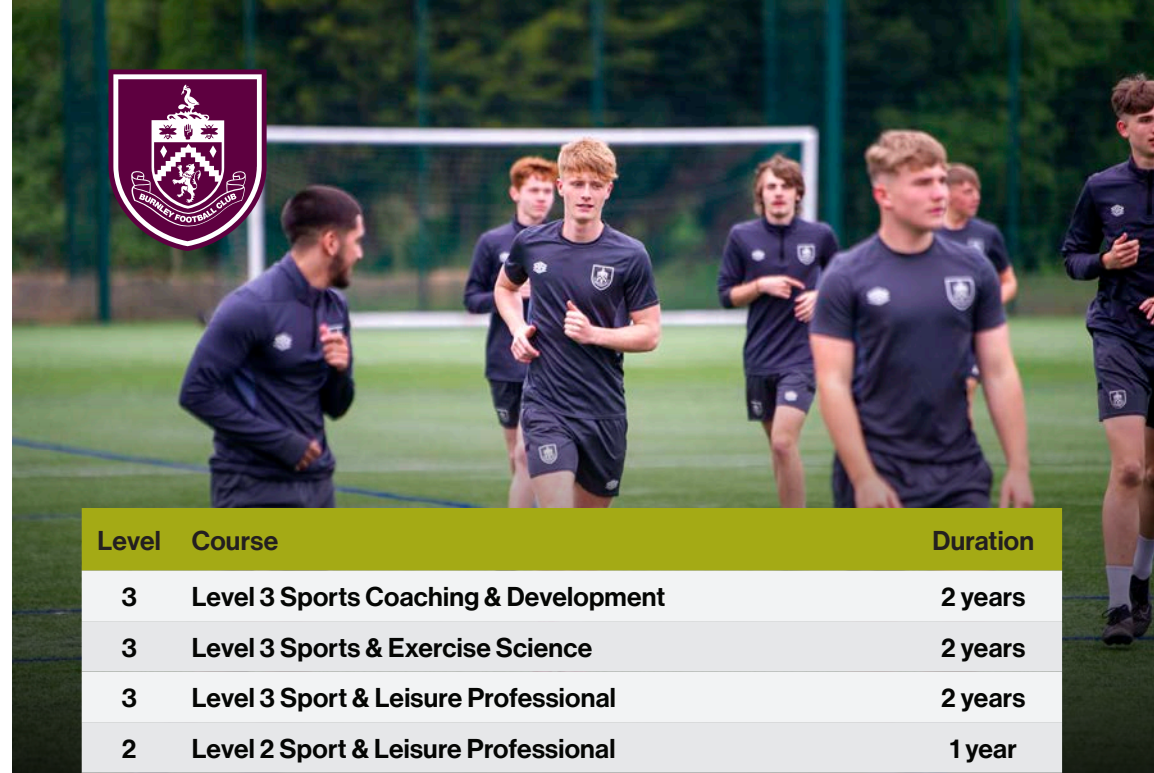 BURNLEY FOOTBALL CLUB
Level Course Duration
3 Level 3 Sports Coaching & Development 2 years
3 Level 3 Sports & Exercise Science 2 years
3 Level 3 Sport & Leisure Professional 2 years
2 Level 2 Sport & Leisure Professional 1 year